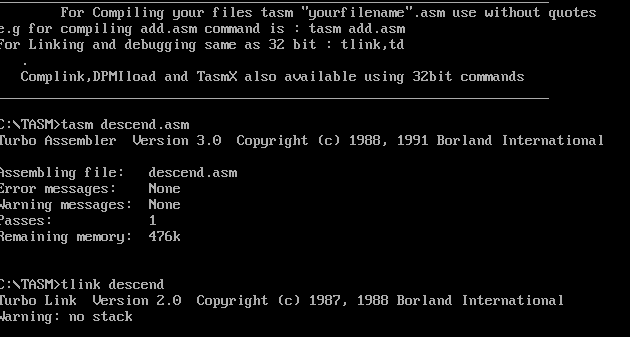 For Compiling your files tasm "yourfilename".asm use without quotes
e.g for compiling add.asm command is : tasm add.asm
For Linking and debugging same as 32 bit : tlink,td
.
Complink,DPMIload and TasmX also available using 32bit commands
C:\TASM>tasm descend.asm
Turbo Assembler  Version 3.0  Copyright (c) 1988, 1991 Borland International
Assembling file:   descend.asm
Error messages:    None
Warning messages:  None
Passes:            1
Remaining memory:  476k
C:\TASM>tlink descend
Turbo Link  Version 2.0  Copyright (c) 1987, 1988 Borland International
Warning: no stack